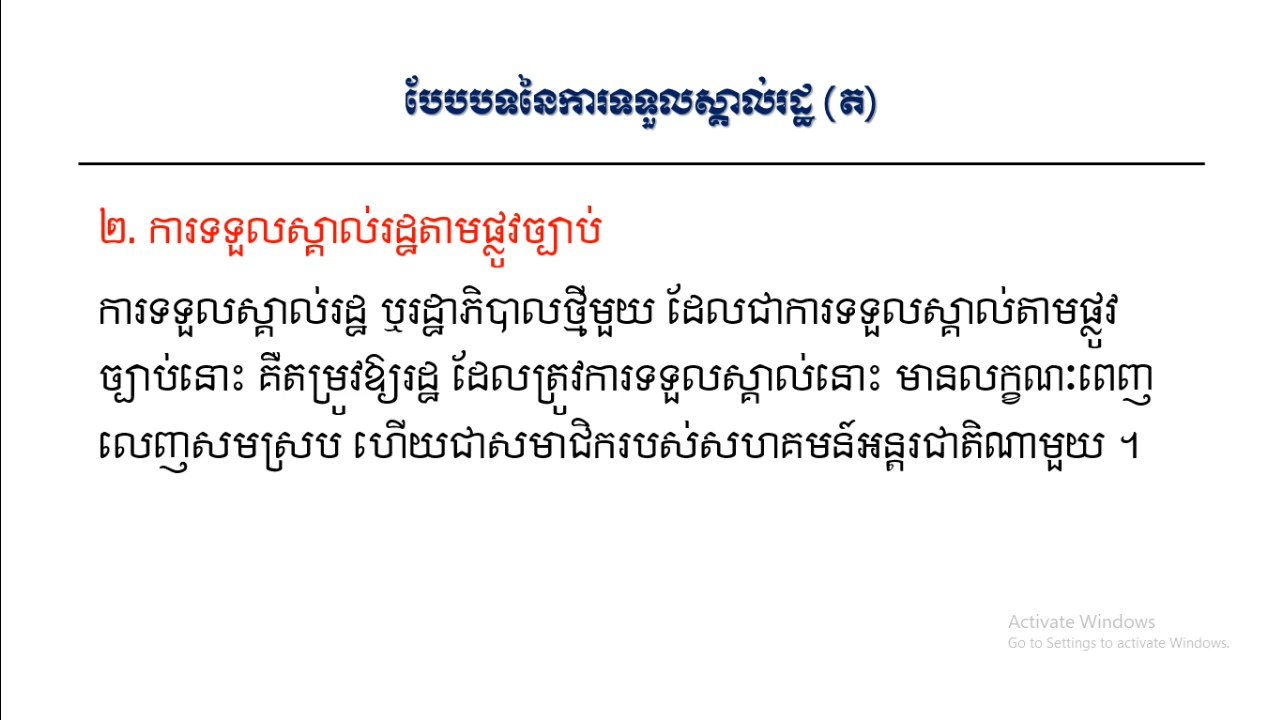 បែបបទនៃការទទួលស្គាល់រដ្ឋ (ត)
២. ការទទួលស្គាល់រដ្ឋតាមផ្លូវច្បាប់
ការទទួលស្គាល់រដ្ឋ ឬរដ្ឋាភិបាលថ្មីមួយ ដែលជាការទទួលស្គាល់តាមផ្លូវ
ច្បាប់នោះ គឺតម្រូវឱ្យរដ្ឋ ដែលត្រូវការទទួលស្គាល់នោះ មានលក្ខណៈពេញ
លេញសមស្រប ហើយជាសមាជិករបស់សហគមន៍អន្តរជាតិណាមួយ ។
Activate Windows
Go to Settings to activate Windows.